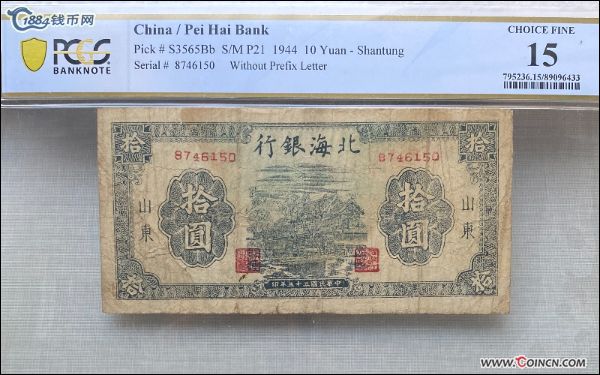 1884钱币网
PCGS
BANKNOTE
China / Pei Hai Bank
Pick # S3565Bb S/M P21 1944 10 Yuan - Shantung
Serial # 8746150 Without Prefix Letter
CHOICE FINE
15
795236.15/89096433
拾 行銀海北 拾
8746150 8746150
山東 拾圓 拾圓 山東
拾 印年三十三國民華中 拾
www.COINCN.com